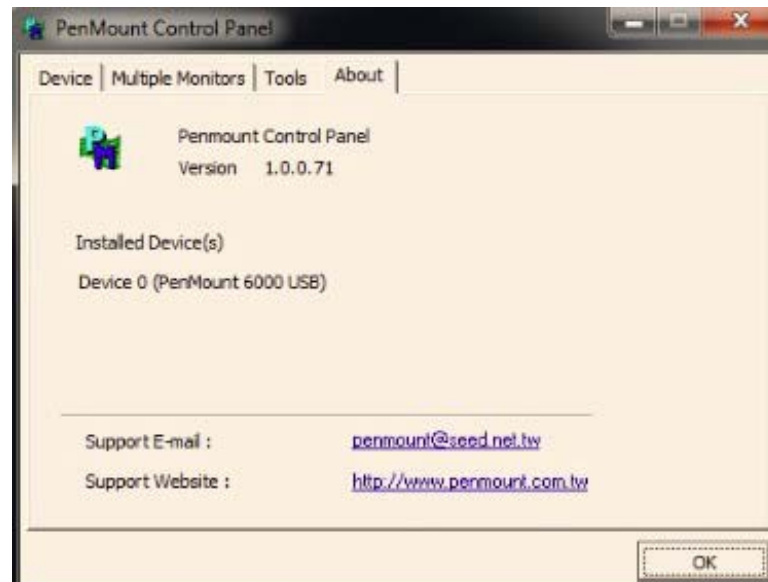 PenMount Control Panel
Device Multiple Monitors Tools About
Penmount Control Panel
Version 1.0.0.71
Installed Device(s)
Device 0 (PenMount 6000 USB)
Support E-mail : penmount@seed.net.tw
Support Website : http://www.penmount.com.tw
OK